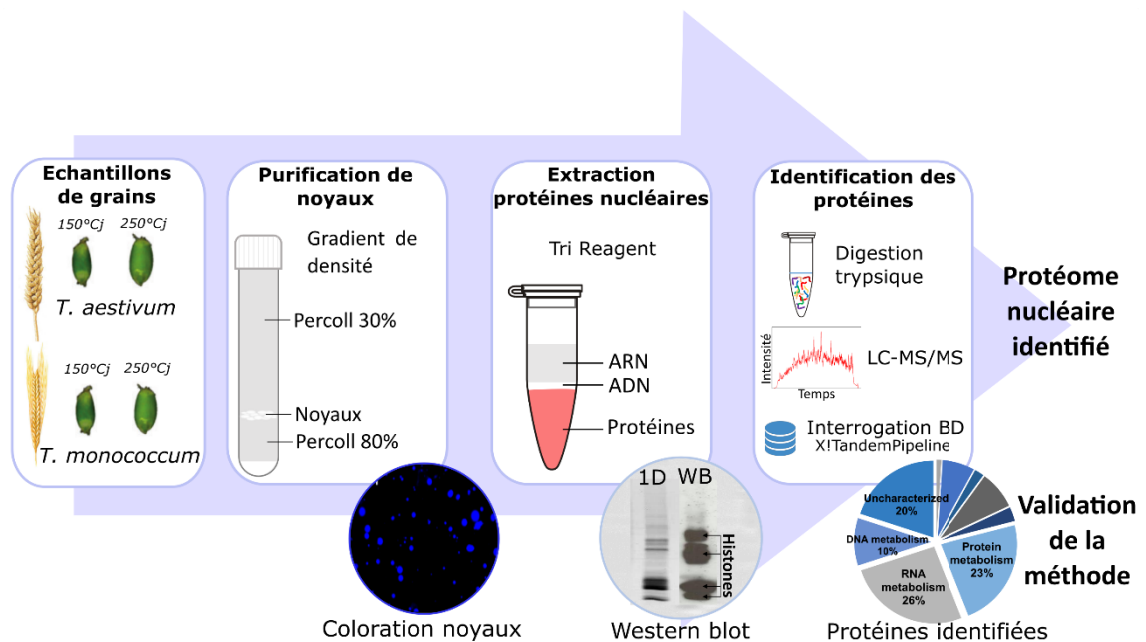 Echantillons
de grains
150°Cj 250°Cj
T. aestivum
150°Cj 250°Cj
T. monococcum
Purification de
noyaux
Gradient de
densité
Percoll 30%
Noyaux
Percoll 80%
Extraction
protéines nucléaires
Tri Reagent
ARN
ADN
Protéines
Identification des
protéines
Digestion
trypsique
Intensité
LC-MS/MS
Temps
Interrogation BD
X!TandemPipeline
Protéome
nucléaire
identifié
Coloration noyaux
1D WB
Histones
Western blot
Uncharacterized
20%
DNA metabolism
10%
RNA
metabolism
26%
Protein
metabolism
23%
Protéines identifiées
Validation
de la
méthode